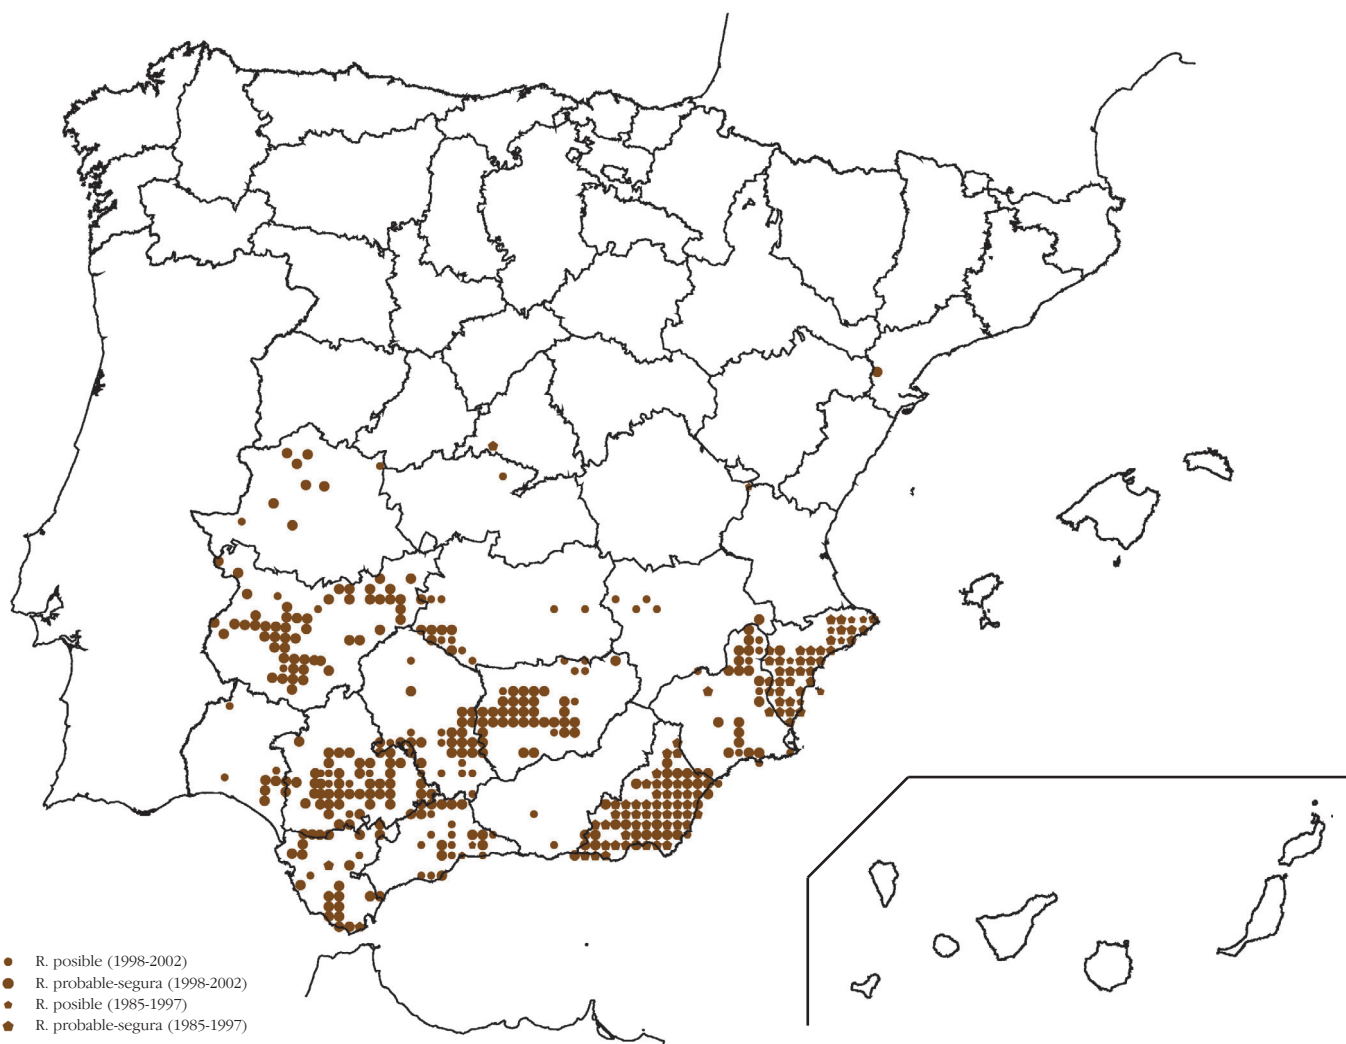 R. posible (1998-2002)
R. probable-segura (1998-2002)
R. posible (1985-1997)
R. probable-segura (1985-1997)